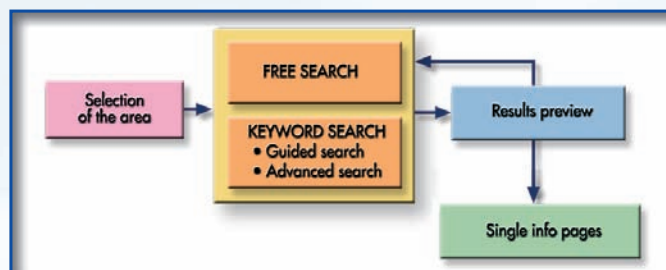 Selection
of the area
FREE SEARCH
KEYWORD SEARCH
• Guided search
• Advanced search
Results preview
Single info pages